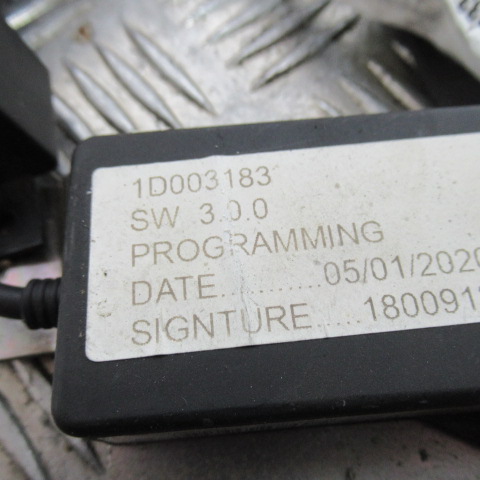 1D003183
SW 3.0.0
PROGRAMMING
DATE..............05/01/2020
SIGNTURE.....180091